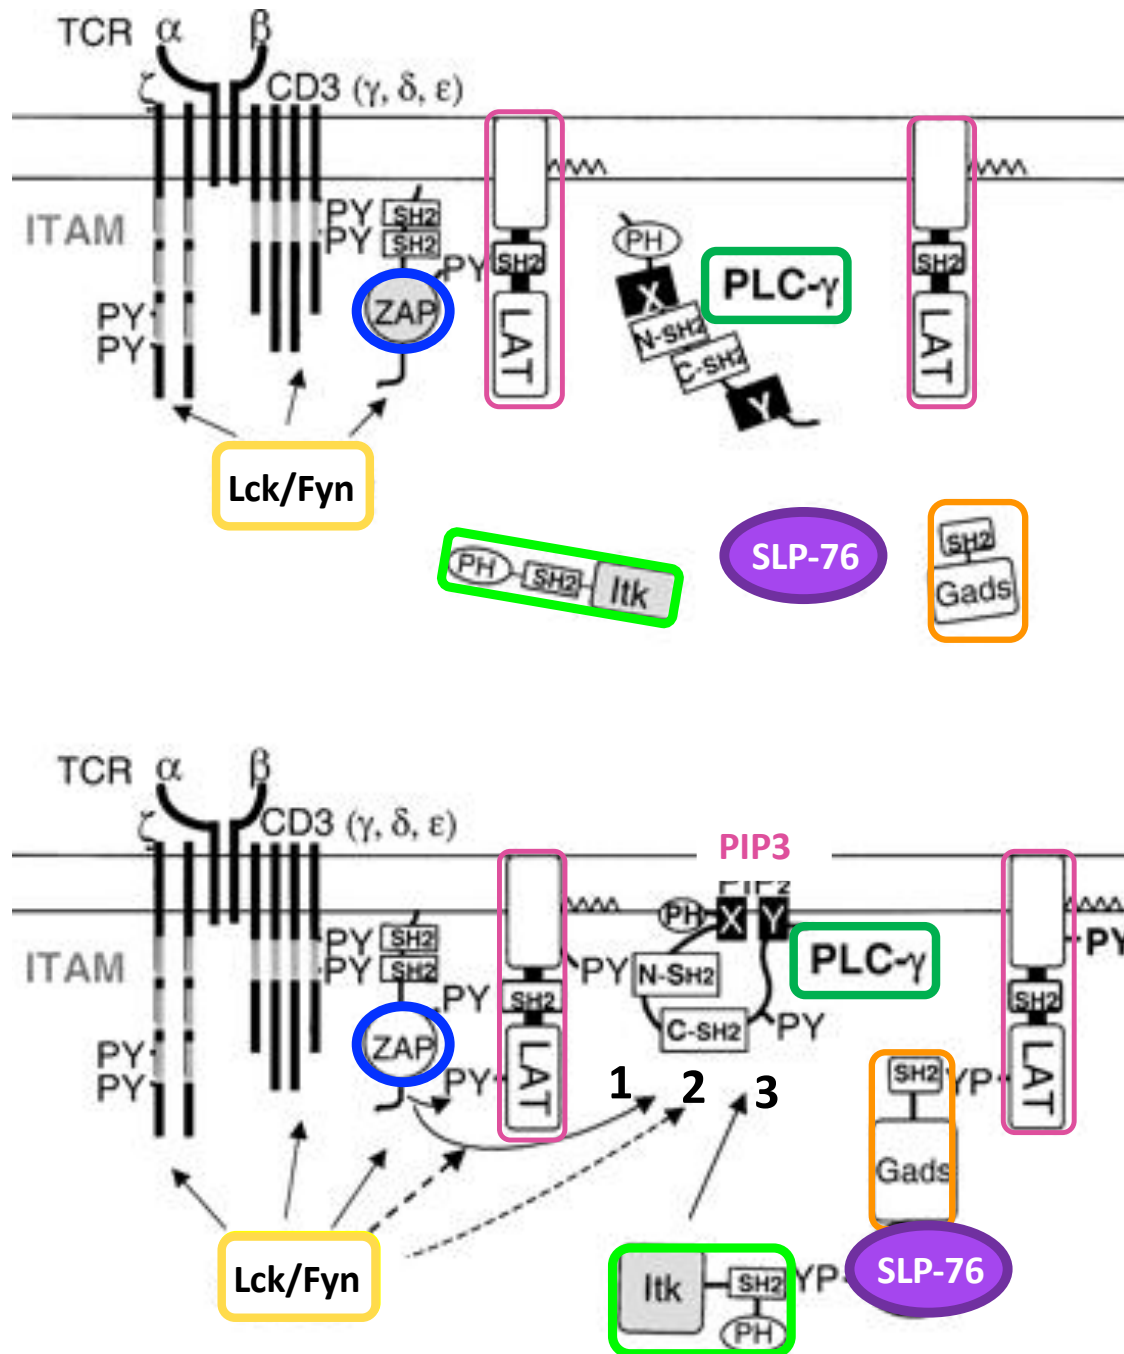 TCR α β
ζ CD3 (γ, δ, ε)
ITAM
PY SH2
PY SH2
PY
ZAP
PY
PY
SH2
LAT
PH
X
PLC-γ
N-SH2
C-SH2
Y
SH2
LAT
Lck/Fyn
PH SH2 Itk
SLP-76
SH2
Gads
TCR α β
ζ CD3 (γ, δ, ε)
PIP3
PH X Y
ITAM
PY SH2
PY SH2
PY
ZAP
PY
PY
PY
SH2
LAT
PY
N-SH2
C-SH2
PY
PLC-γ
PY
SH2
LAT
1 2 3
SH2 YP
Gads
Lck/Fyn
Itk SH2 YP
PH
SLP-76